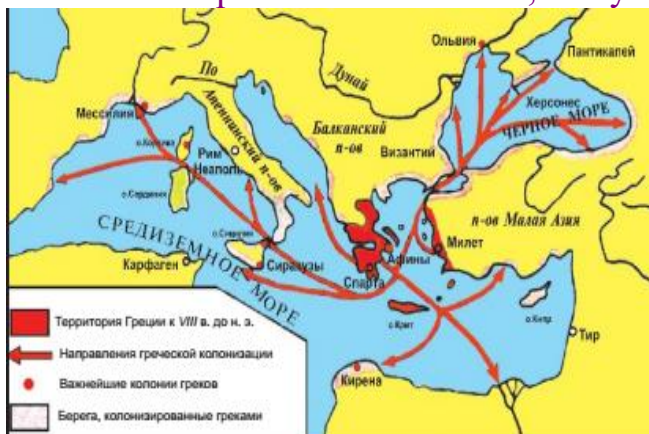 Ольвия
Пантикапей
По
Дунай
Мессилия
Херсонес
ЧЕРНОЕ МОРЕ
Апеннинский п-ов
Балканский
п-ов
Византий
Рим
Неаполь
п-ов Малая Азия
СРЕДИЗЕМНОЕ МОРЕ
Милет
Афины
Карфаген
Сиракузы
Спарта
о.Крит
о.Кипр
Тир
Кирена
Территория Греции к VIII в. до н. э.
Направления греческой колонизации
Важнейшие колонии греков
Берега, колонизированные греками